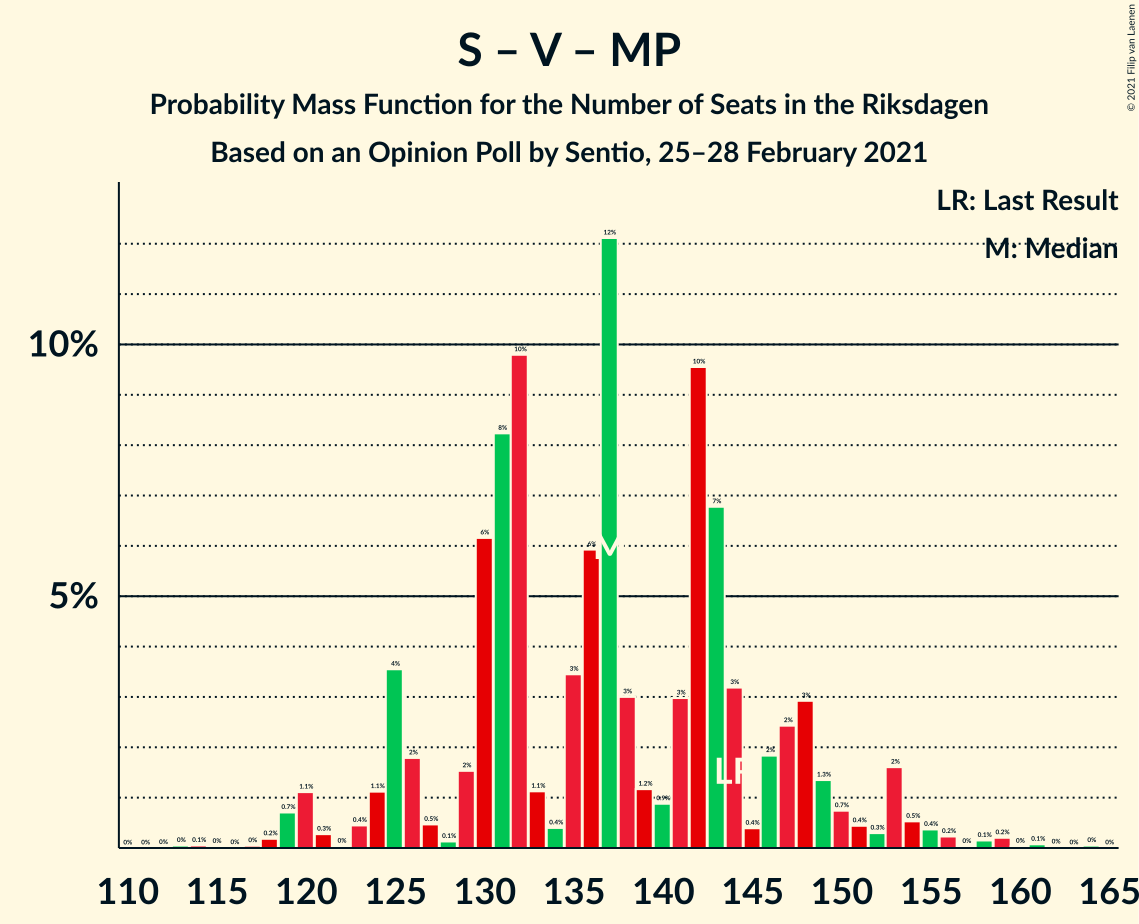 S – V – MP
Probability Mass Function for the Number of Seats in the Riksdagen
Based on an Opinion Poll by Sentio, 25–28 February 2021
© 2021 Filip van Laenen
LR: Last Result
M: Median
10%
5%
0% 0% 0% 0% 0.1% 0% 0% 0% 0.2% 0.7% 1.1% 0.3% 0% 0.4% 1.1% 4% 2% 0.5% 0.1% 2% 6% 8% 10% 1.1% 0.4% 3% 6% 12% 3% 1.2% 0.9% 3% 10% 7% 3% 0.4% 2% 2% 3% 1.3% 0.7% 0.4% 0.3% 2% 0.5% 0.4% 0.2% 0% 0.1% 0.2% 0% 0.1% 0% 0% 0% 0%
M
LR
110 115 120 125 130 135 140 145 150 155 160 165